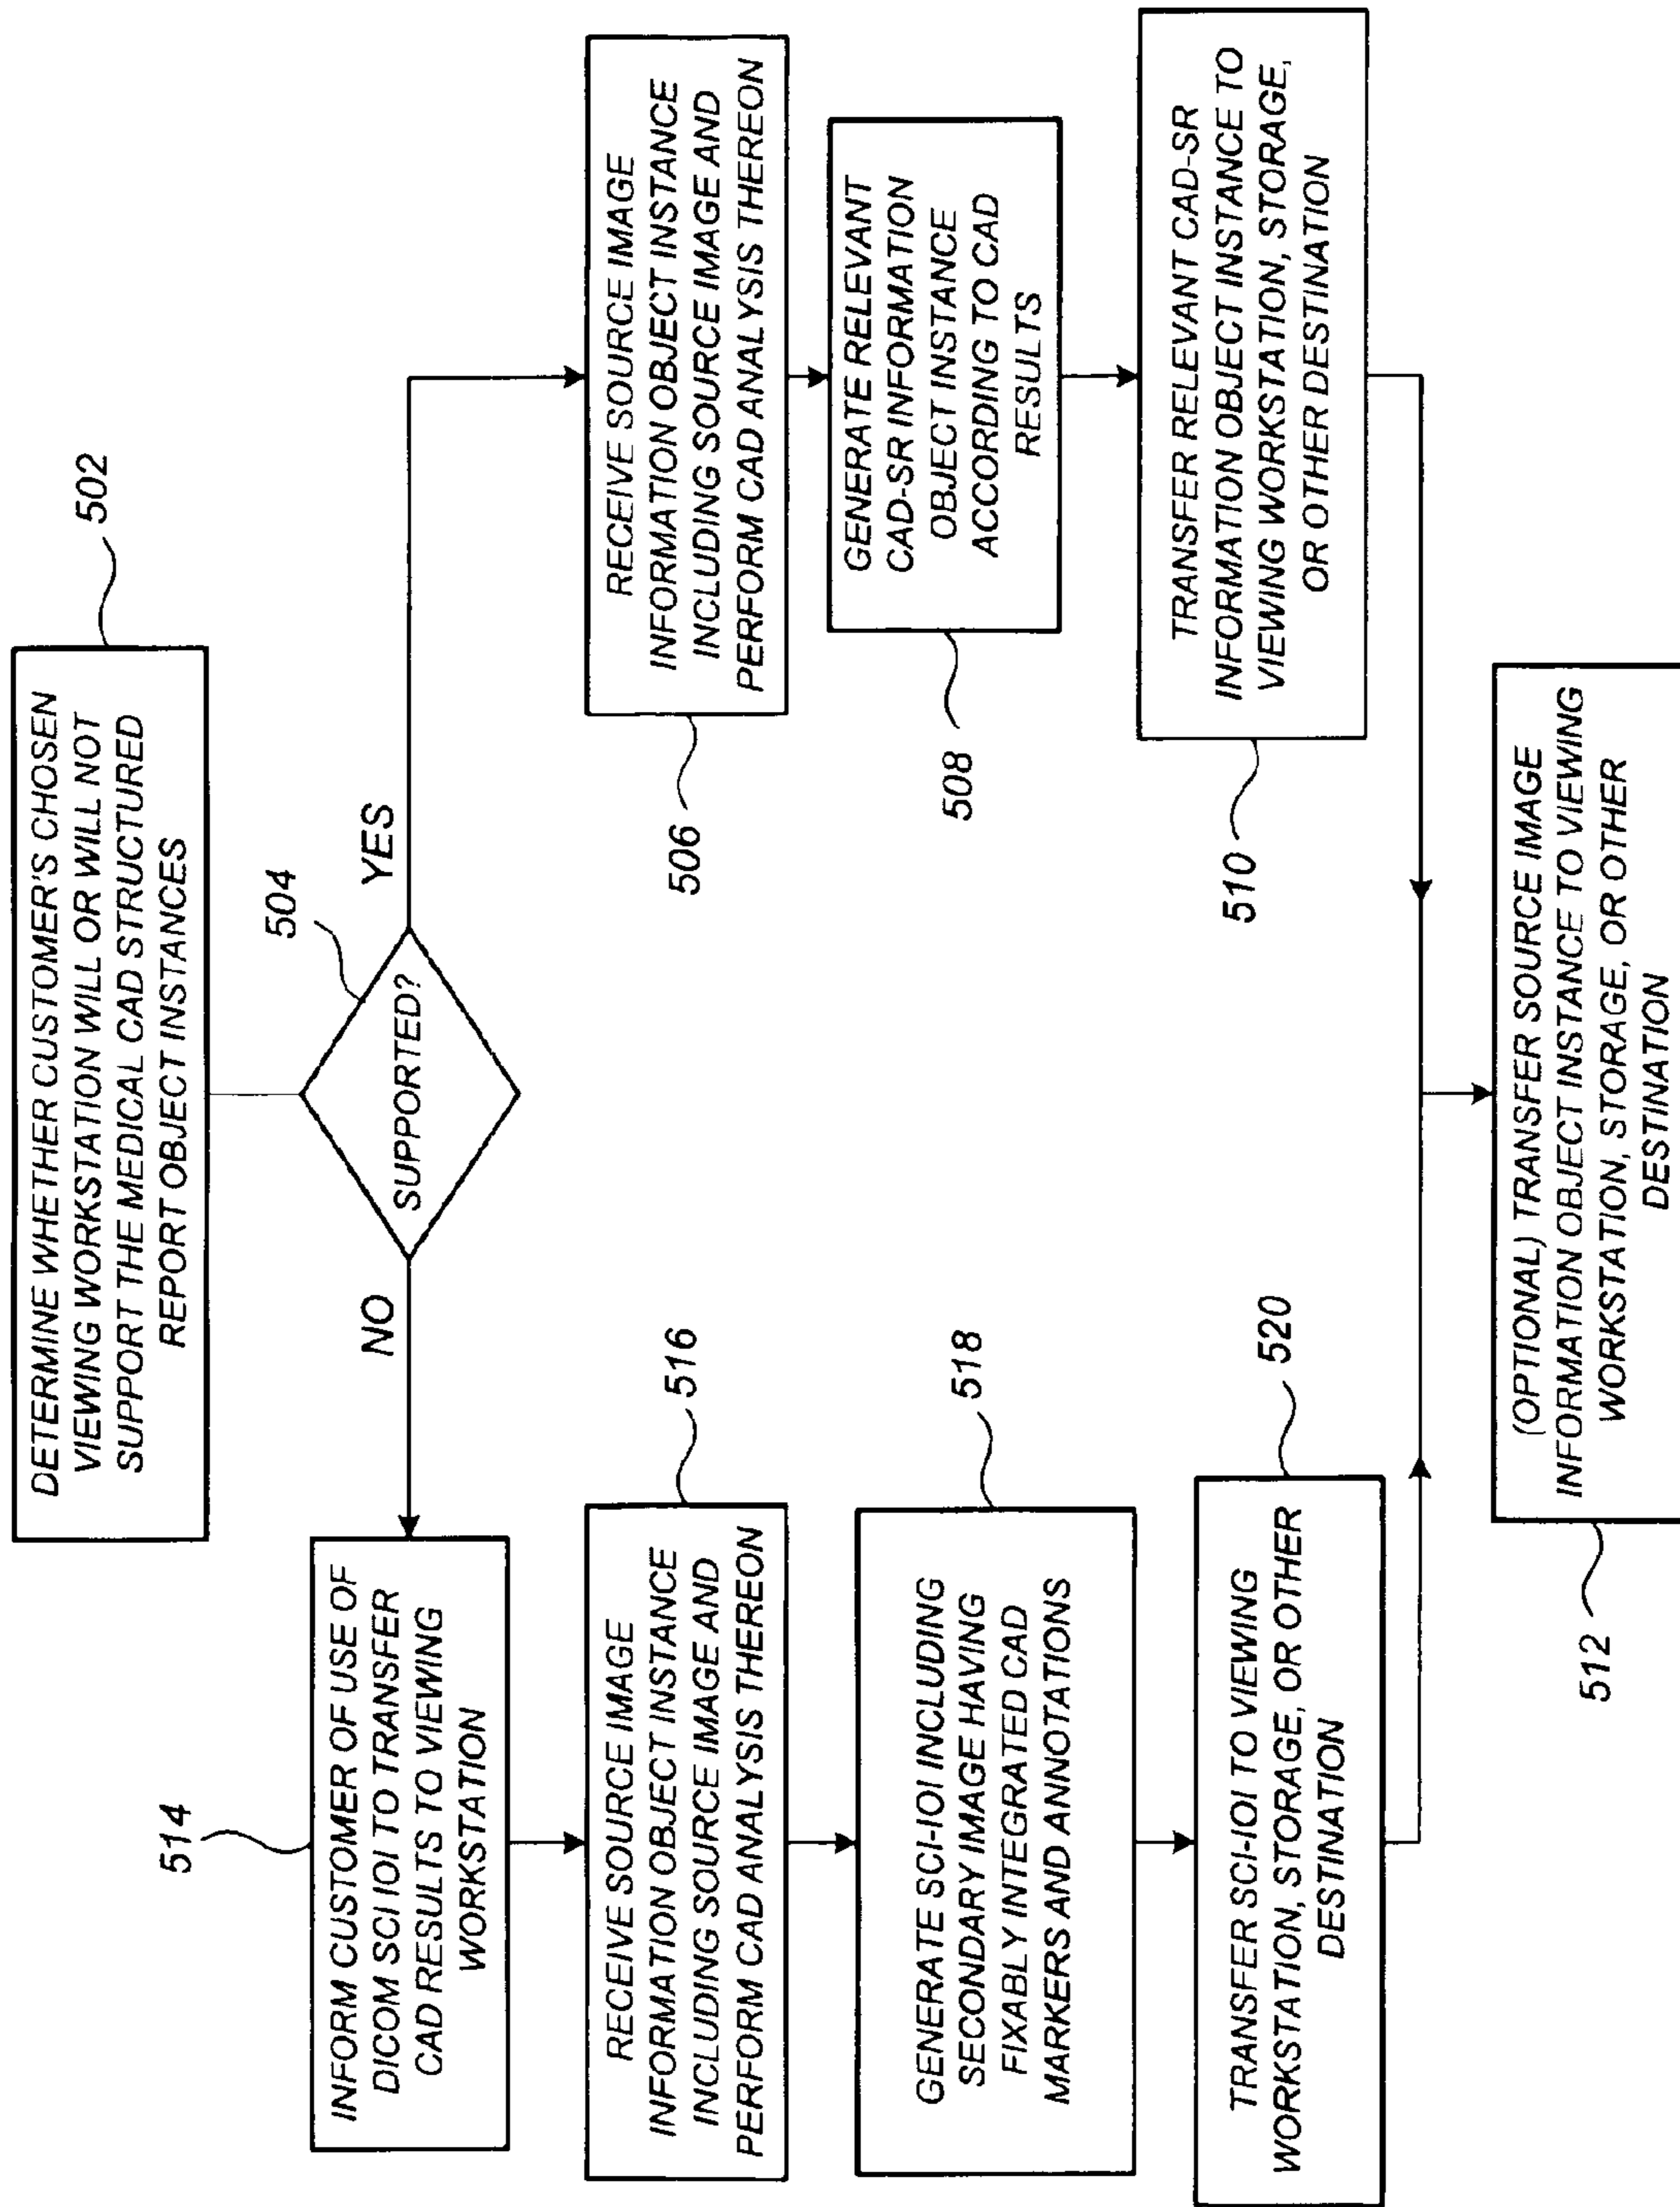 DETERMINE WHETHER CUSTOMER'S CHOSEN
VIEWING WORKSTATION WILL OR WILL NOT
SUPPORT THE MEDICAL CAD STRUCTURED
REPORT OBJECT INSTANCES
502
504
SUPPORTED?
NO
YES
514
INFORM CUSTOMER OF USE OF
DICOM SCI IOI TO TRANSFER
CAD RESULTS TO VIEWING
WORKSTATION
RECEIVE SOURCE IMAGE
INFORMATION OBJECT INSTANCE
INCLUDING SOURCE IMAGE AND
PERFORM CAD ANALYSIS THEREON
516
GENERATE SCI-IOI INCLUDING
SECONDARY IMAGE HAVING
FIXABLY INTEGRATED CAD
MARKERS AND ANNOTATIONS
518
TRANSFER SCI-IOI TO VIEWING
WORKSTATION, STORAGE, OR OTHER
DESTINATION
520
RECEIVE SOURCE IMAGE
INFORMATION OBJECT INSTANCE
INCLUDING SOURCE IMAGE AND
PERFORM CAD ANALYSIS THEREON
506
GENERATE RELEVANT
CAD-SR INFORMATION
OBJECT INSTANCE
ACCORDING TO CAD
RESULTS
508
TRANSFER RELEVANT CAD-SR
INFORMATION OBJECT INSTANCE TO
VIEWING WORKSTATION, STORAGE,
OR OTHER DESTINATION
510
(OPTIONAL) TRANSFER SOURCE IMAGE
INFORMATION OBJECT INSTANCE TO VIEWING
WORKSTATION, STORAGE, OR OTHER
DESTINATION
512